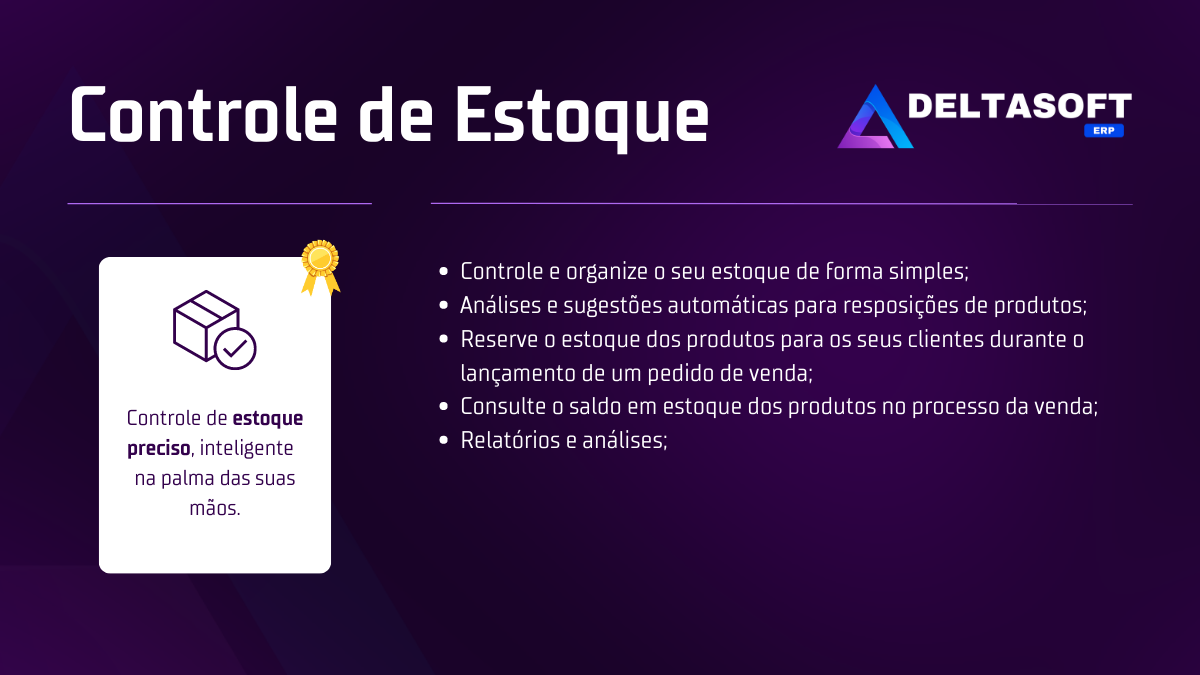 Controle de Estoque
DELTASOFT
ERP
Controle de estoque
preciso, inteligente
na palma das suas
mãos.
• Controle e organize o seu estoque de forma simples;
• Análises e sugestões automáticas para resposições de produtos;
• Reserve o estoque dos produtos para os seus clientes durante o
lançamento de um pedido de venda;
• Consulte o saldo em estoque dos produtos no processo da venda;
• Relatórios e análises;